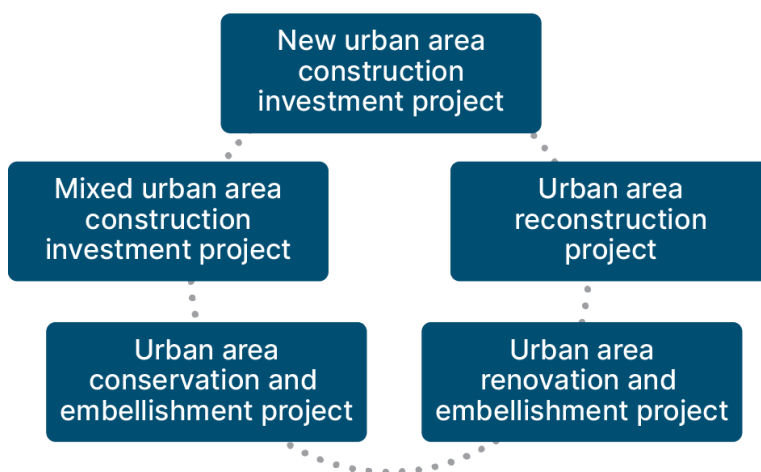 New urban area
construction
investment project
Mixed urban area
construction
investment project
Urban area
reconstruction
project
Urban area
conservation and
embellishment project
Urban area
renovation and
embellishment project